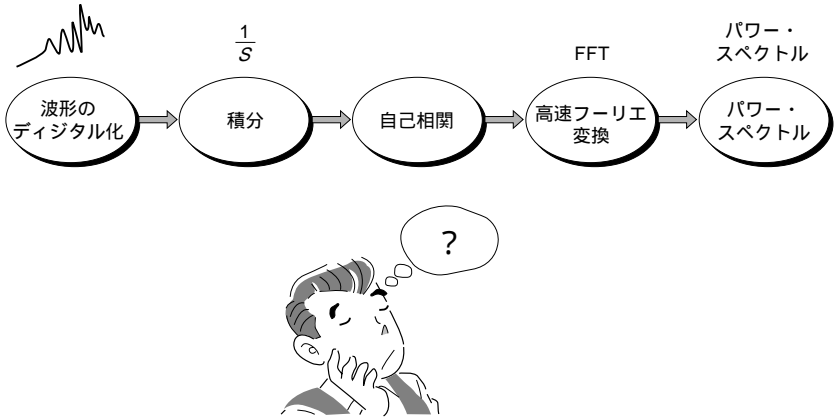 1
S
FFT
パワー・
スペクトル
波形の
ディジタル化
積分
自己相関
高速フーリエ
変換
パワー・
スペクトル
？